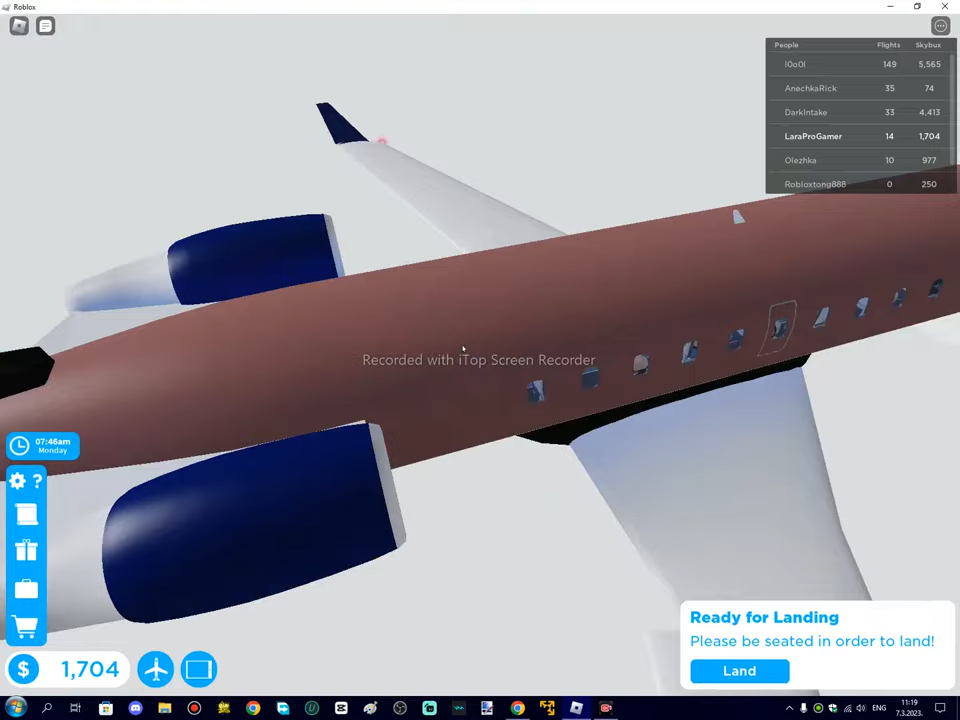 Roblox
People Flights Skybux
l0o0l 149 5,565
AnechkaRick 35 74
DarkIntake 33 4,413
LaraProGamer 14 1,704
Olezhka 10 977
Robloxtong888 0 250
Recorded with iTop Screen Recorder
07:46am
Monday
?
Ready for Landing
Please be seated in order to land!
Land
$ 1,704
ENG
11:19
7.3.2023.